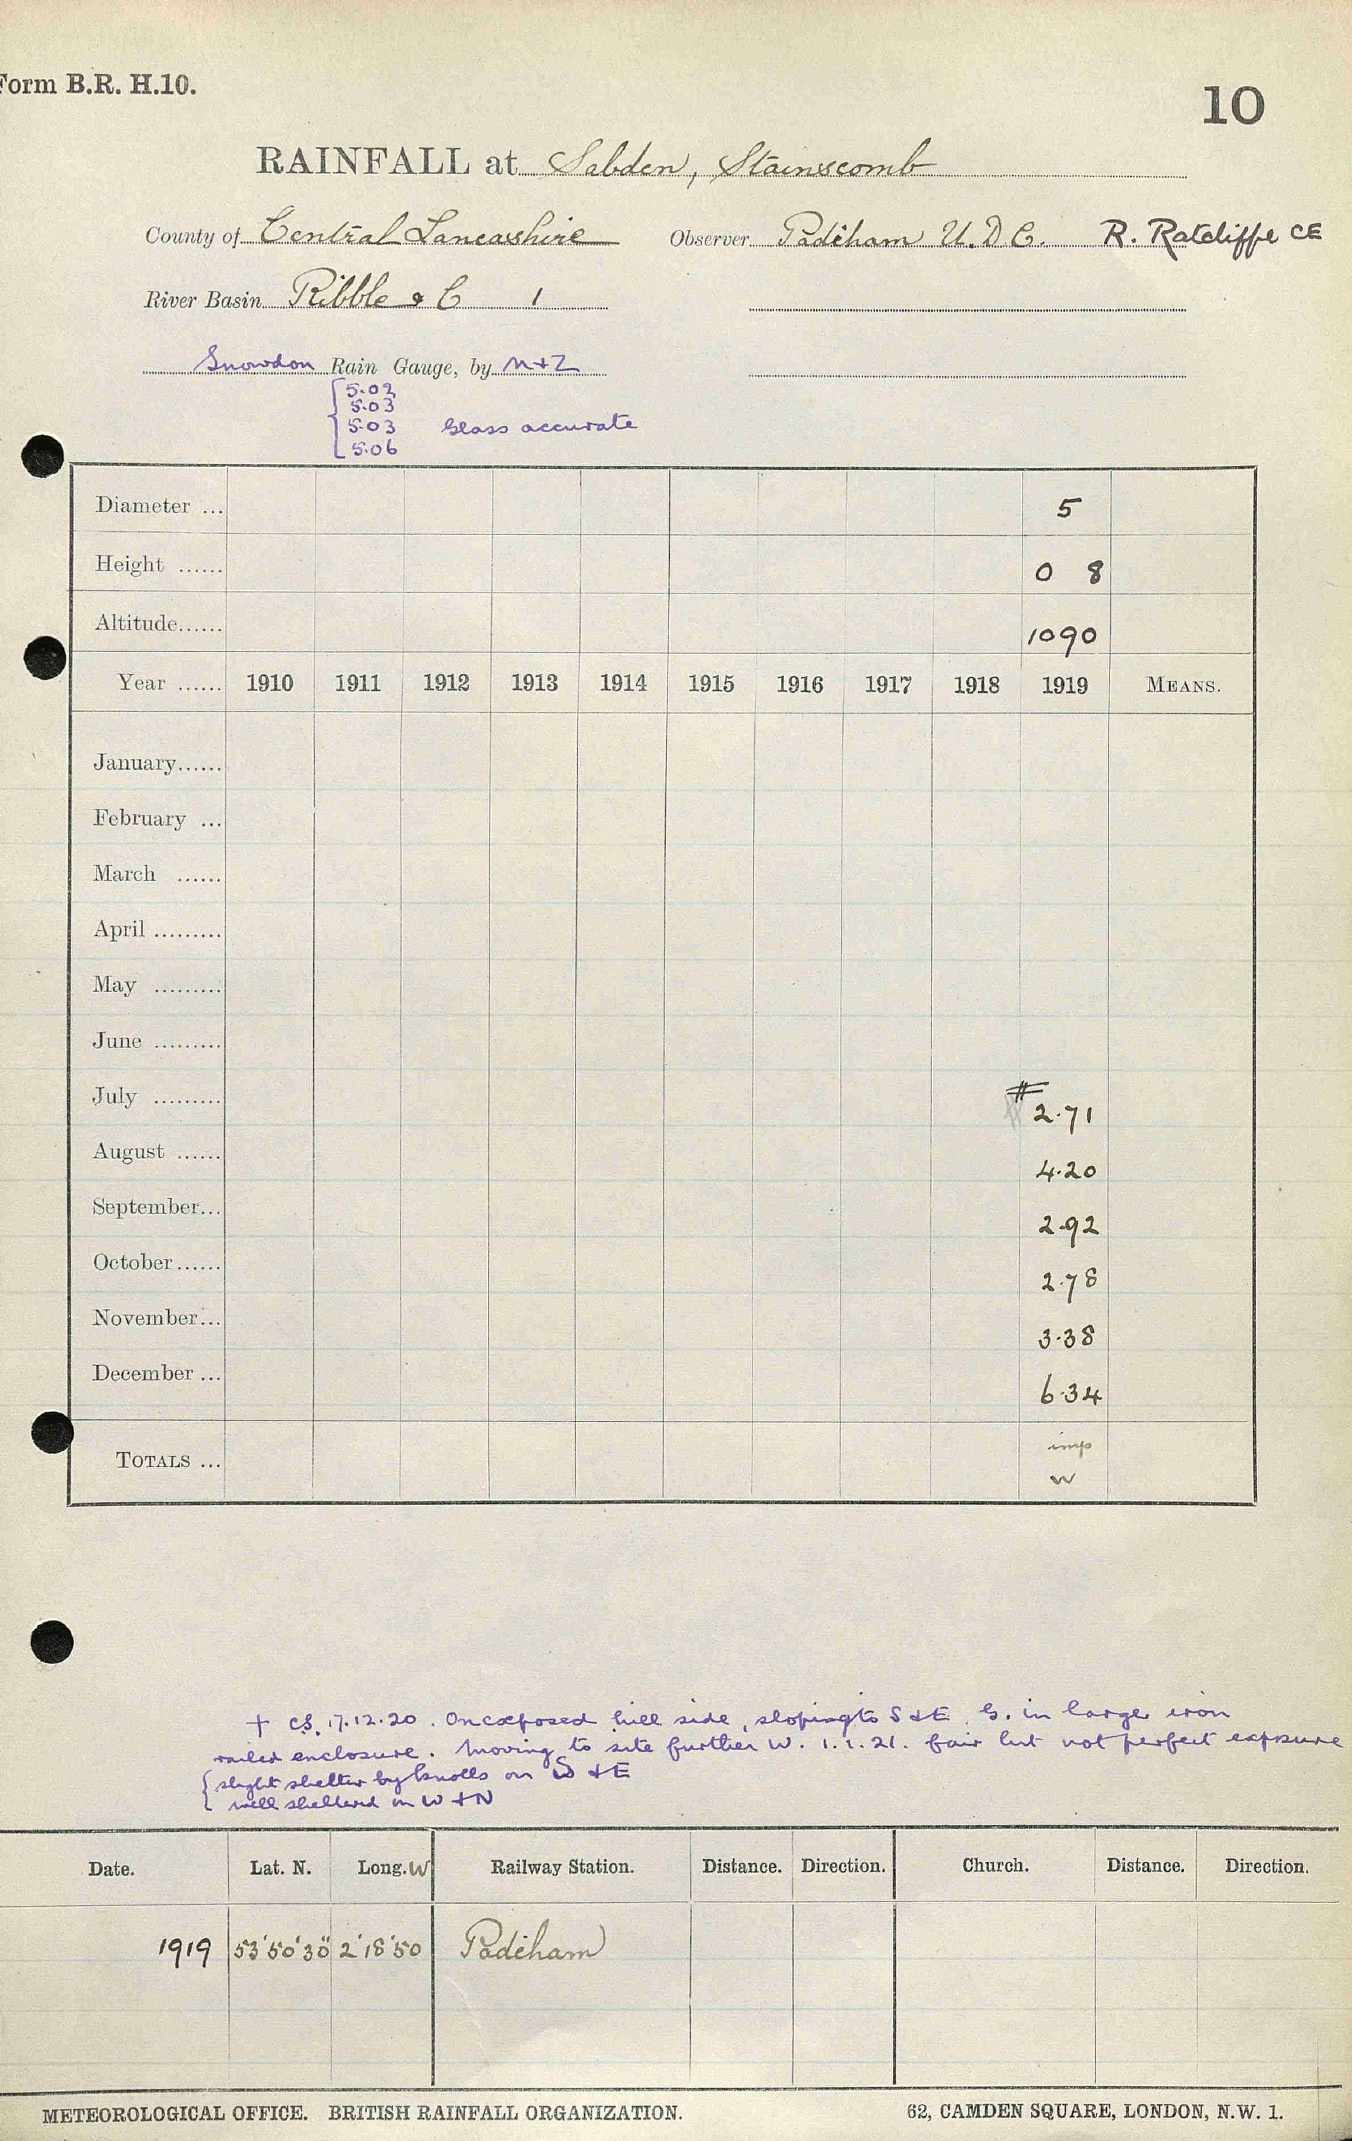 Form B.R. H.10.
10
RAINFALL at Sabden, Stainscomb
County of Central Lancashire Observer Padiham U.D.C. R. Ratcliffe CE
River Basin Ribble & C 1
Snowdon Rain Gauge, by N+Z
5.02
5.03
5.03 Glass accurate
5.06
Diameter ... 5
Height ...... 0 8
Altitude...... 1090
Year ...... 1910 1911 1912 1913 1914 1915 1916 1917 1918 1919 MEANS.
January......
February ...
March ......
April .........
May .........
June .........
July ......... # 2.71
August ...... 4.20
September... 2.92
October...... 2.78
November... 3.38
December ... 6.34
TOTALS ... imp
W
+ CS. 17.12.20. On exposed hill side, sloping to S & E. G. in large iron
railed enclosure. Moving to site further W. 1.1.21. fair but not perfect exposure
slight shelter by knolls on S + E
well sheltered on W + N
Date. Lat. N. Long. W Railway Station. Distance. Direction. Church. Distance. Direction.
1919 53°50'30" 2°18'50 Padiham
METEOROLOGICAL OFFICE. BRITISH RAINFALL ORGANIZATION. 62, CAMDEN SQUARE, LONDON, N.W. 1.